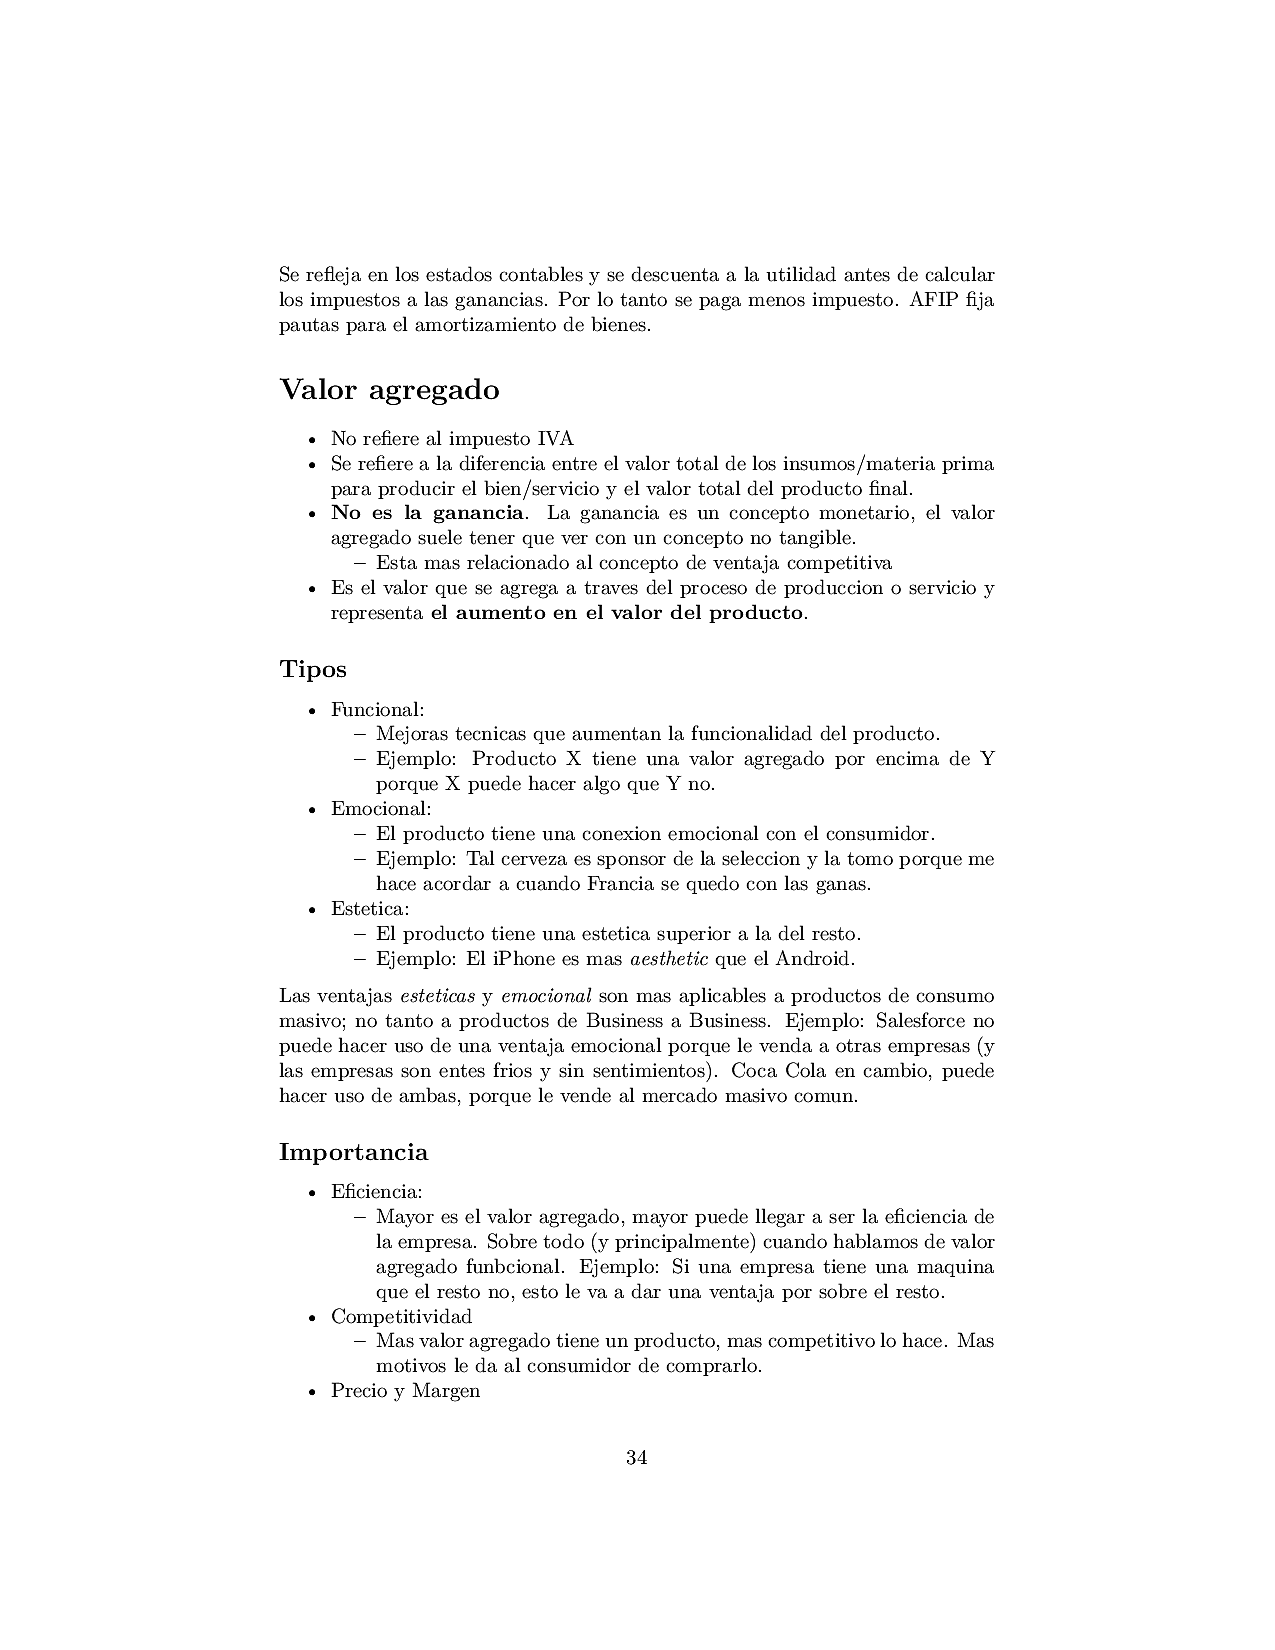 Se refleja en los estados contables y se descuenta a la utilidad antes de calcular
los impuestos a las ganancias. Por lo tanto se paga menos impuesto. AFIP fija
pautas para el amortizamiento de bienes.
Valor agregado
• No refiere al impuesto IVA
• Se refiere a la diferencia entre el valor total de los insumos/materia prima
para producir el bien/servicio y el valor total del producto final.
• No es la ganancia. La ganancia es un concepto monetario, el valor
agregado suele tener que ver con un concepto no tangible.
– Esta mas relacionado al concepto de ventaja competitiva
• Es el valor que se agrega a traves del proceso de produccion o servicio y
representa el aumento en el valor del producto.
Tipos
• Funcional:
– Mejoras tecnicas que aumentan la funcionalidad del producto.
– Ejemplo: Producto X tiene una valor agregado por encima de Y
porque X puede hacer algo que Y no.
• Emocional:
– El producto tiene una conexion emocional con el consumidor.
– Ejemplo: Tal cerveza es sponsor de la seleccion y la tomo porque me
hace acordar a cuando Francia se quedo con las ganas.
• Estetica:
– El producto tiene una estetica superior a la del resto.
– Ejemplo: El iPhone es mas aesthetic que el Android.
Las ventajas esteticas y emocional son mas aplicables a productos de consumo
masivo; no tanto a productos de Business a Business. Ejemplo: Salesforce no
puede hacer uso de una ventaja emocional porque le venda a otras empresas (y
las empresas son entes frios y sin sentimientos). Coca Cola en cambio, puede
hacer uso de ambas, porque le vende al mercado masivo comun.
Importancia
• Eficiencia:
– Mayor es el valor agregado, mayor puede llegar a ser la eficiencia de
la empresa. Sobre todo (y principalmente) cuando hablamos de valor
agregado funbcional. Ejemplo: Si una empresa tiene una maquina
que el resto no, esto le va a dar una ventaja por sobre el resto.
• Competitividad
– Mas valor agregado tiene un producto, mas competitivo lo hace. Mas
motivos le da al consumidor de comprarlo.
• Precio y Margen
34